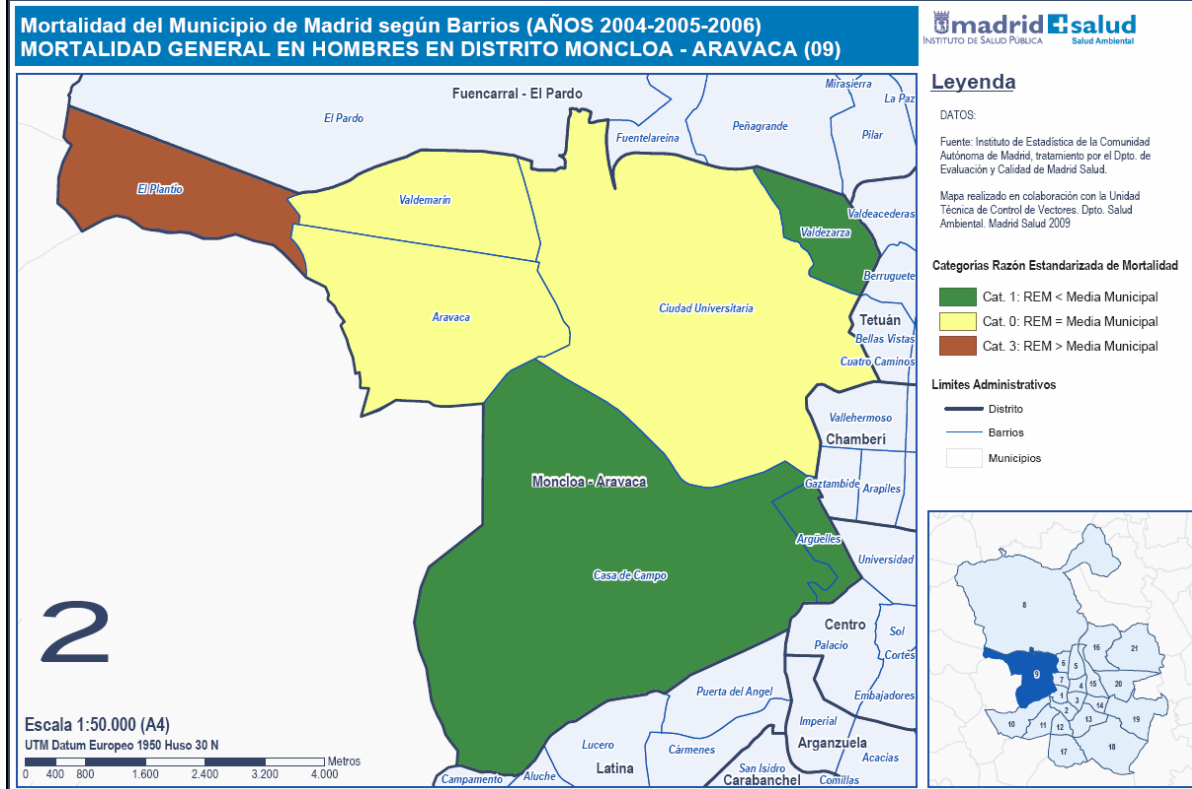 Mortalidad del Municipio de Madrid según Barrios (AÑOS 2004-2005-2006)
MORTALIDAD GENERAL EN HOMBRES EN DISTRITO MONCLOA - ARAVACA (09)
madrid salud
INSTITUTO DE SALUD PÚBLICA
Salud Ambiental
Leyenda
DATOS:
Fuente: Instituto de Estadística de la Comunidad
Autónoma de Madrid, tratamiento por el Dpto. de
Evaluación y Calidad de Madrid Salud.
Mapa realizado en colaboración con la Unidad
Técnica de Control de Vectores. Dpto. Salud
Ambiental. Madrid Salud 2009
Categorías Razón Estandarizada de Mortalidad
Cat. 1: REM < Media Municipal
Cat. 0: REM = Media Municipal
Cat. 3: REM > Media Municipal
Límites Administrativos
Distrito
Barrios
Municipios
Fuencarral - El Pardo
El Pardo
Mirasierra
La Paz
Fuentelareina
Peñagrande
Pilar
El Plantío
Valdemarín
Valdeacederas
Valdezarza
Berruguete
Ciudad Universitaria
Aravaca
Tetuán
Bellas Vistas
Cuatro Caminos
Vallehermoso
Chamberí
Moncloa - Aravaca
Gaztambide
Arapiles
Argüelles
Universidad
Casa de Campo
Centro
Sol
Palacio
Cortes
Puerta del Angel
Embajadores
Imperial
Lucero
Cármenes
Arganzuela
Acacias
Latina
San Isidro
Campamento
Aluche
Carabanchel
Comillas
2
Escala 1:50.000 (A4)
UTM Datum Europeo 1950 Huso 30 N
Metros
0 400 800 1.600 2.400 3.200 4.000
8
16
21
6
5
9
7
4
15
20
1
3
14
2
13
19
10
11
12
17
18